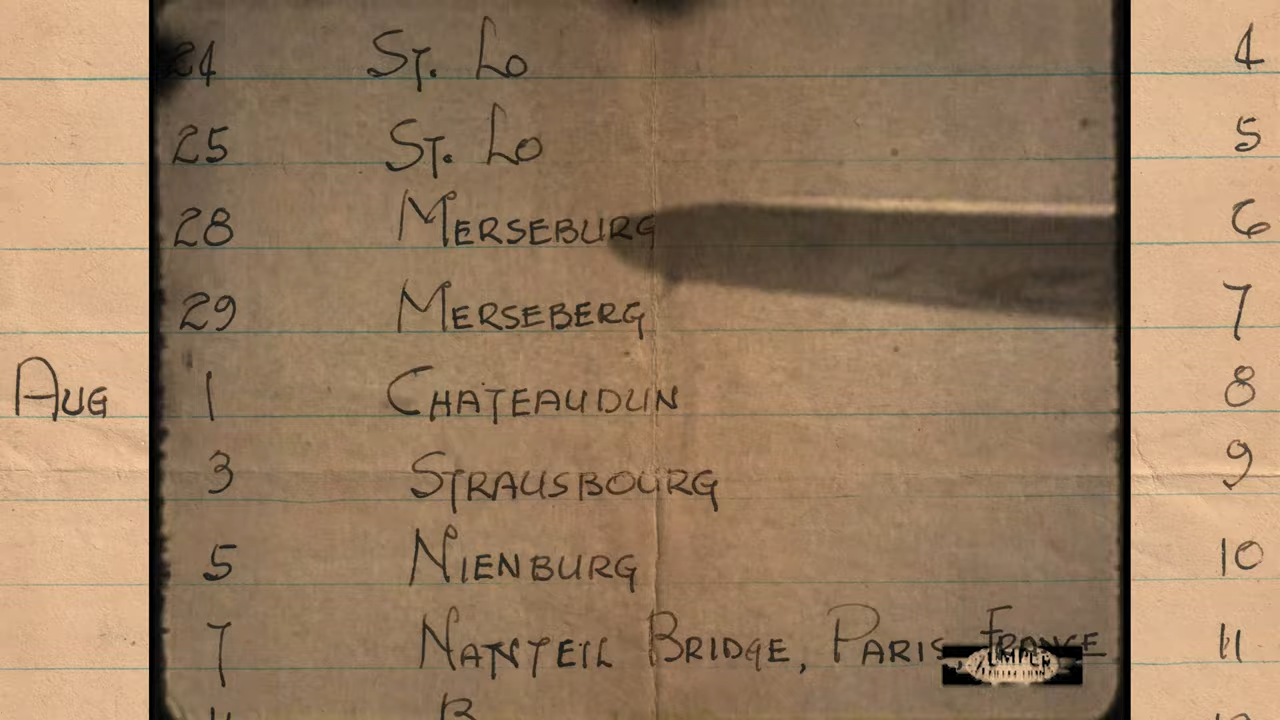 24 St. Lo 4
25 St. Lo 5
28 Merseburg 6
29 Merseberg 7
Aug 1 Chateaudun 8
3 Strausbourg 9
5 Nienburg 10
7 Nanteil Bridge, Paris, France 11